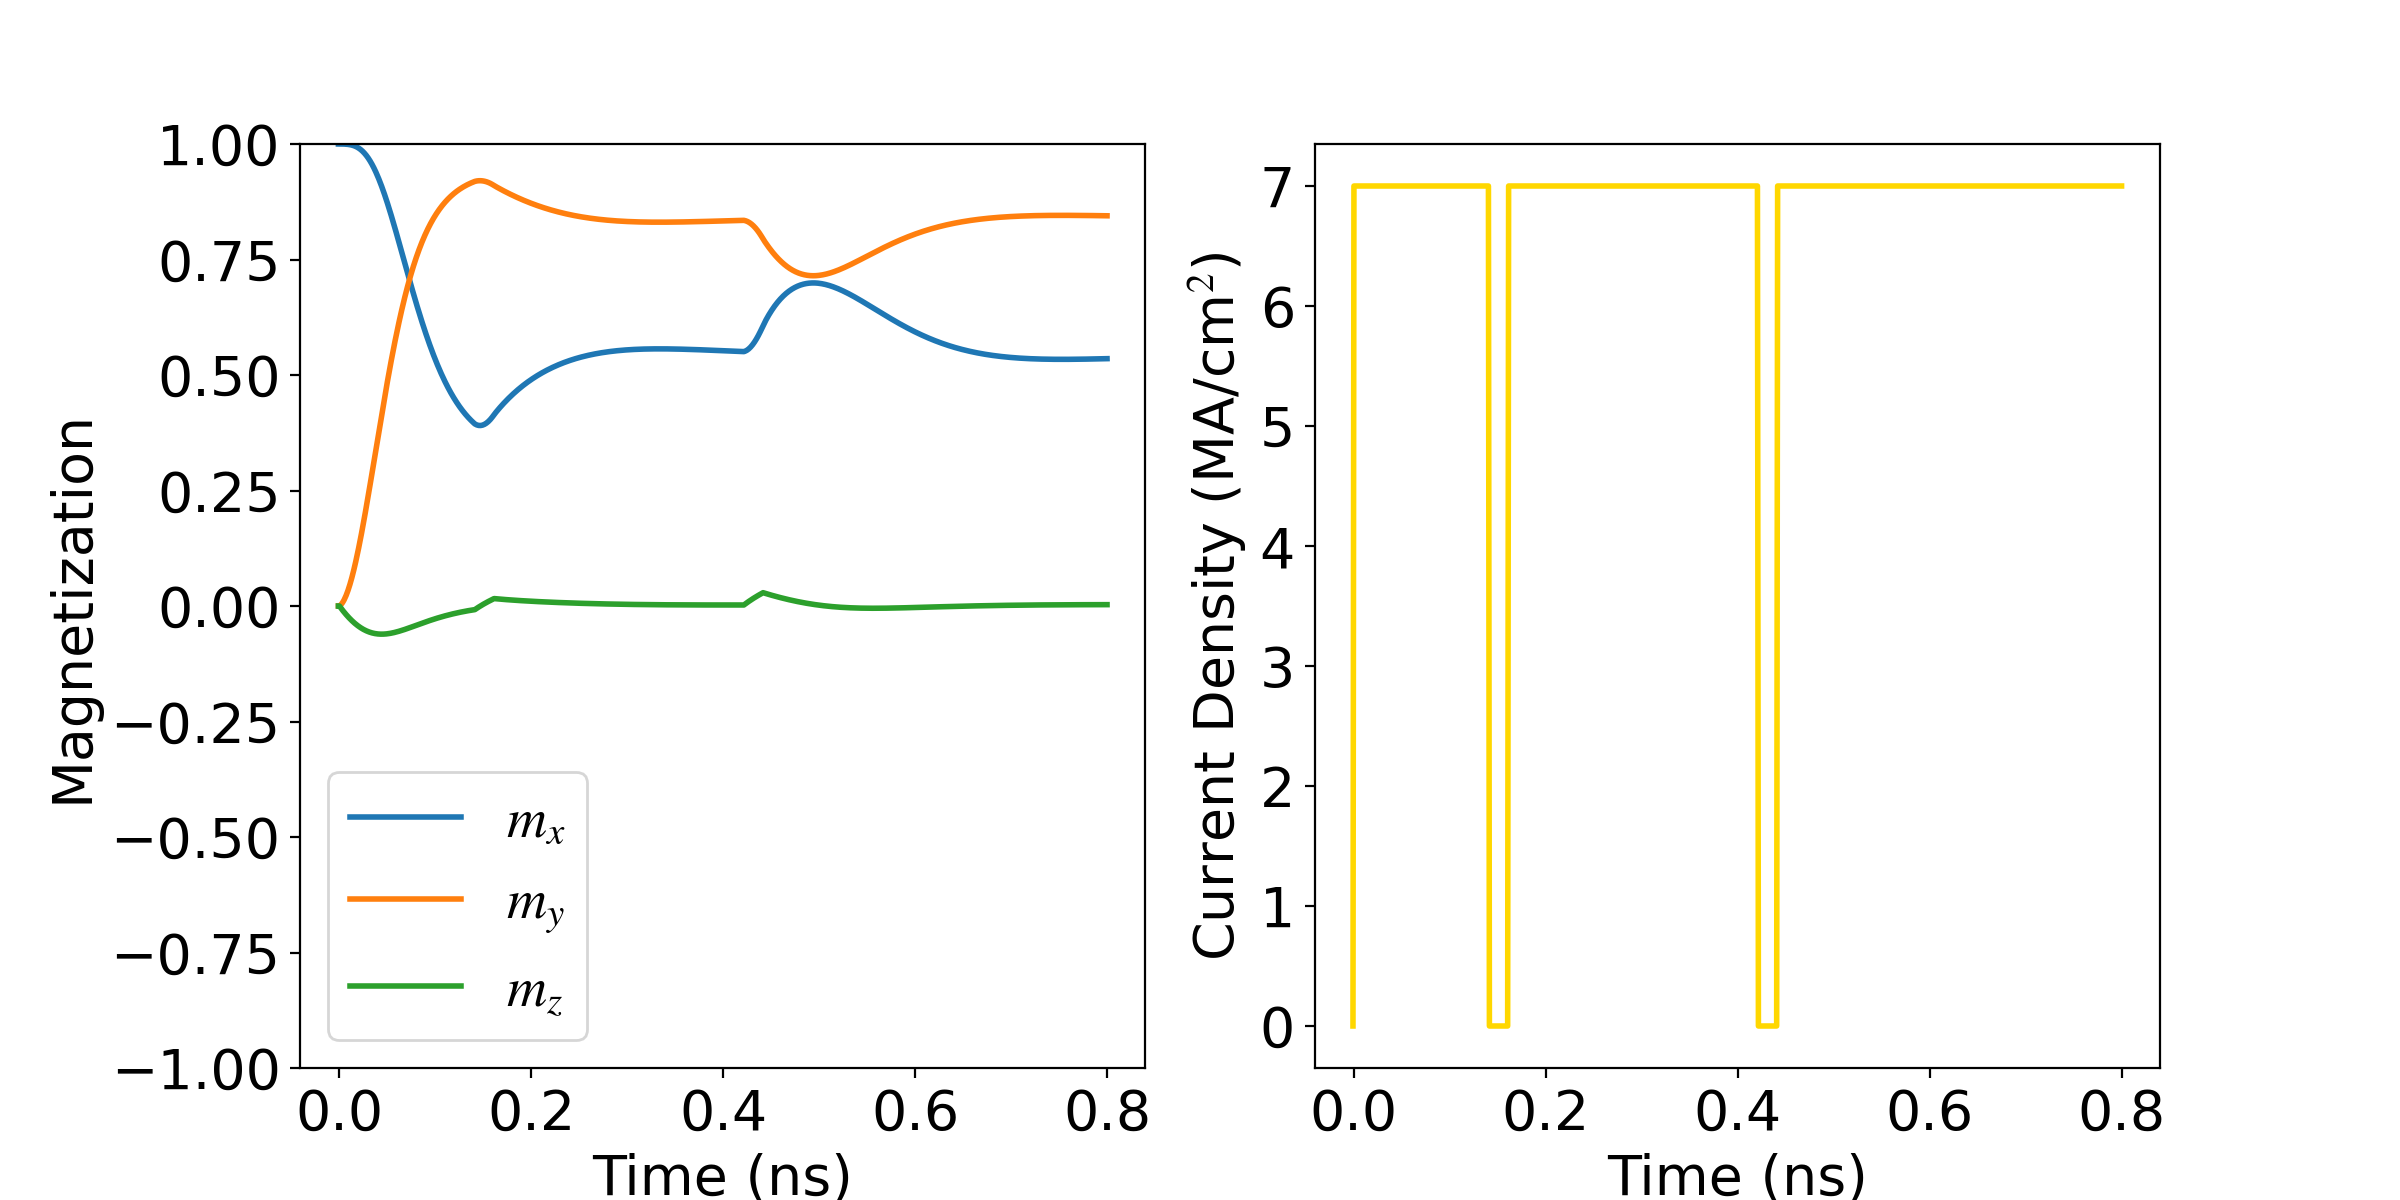 Magnetization
1.00
0.75
0.50
0.25
0.00
−0.25
−0.50
−0.75
−1.00
m_x
m_y
m_z
0.0 0.2 0.4 0.6 0.8
Time (ns)
Current Density (MA/cm²)
7
6
5
4
3
2
1
0
0.0 0.2 0.4 0.6 0.8
Time (ns)